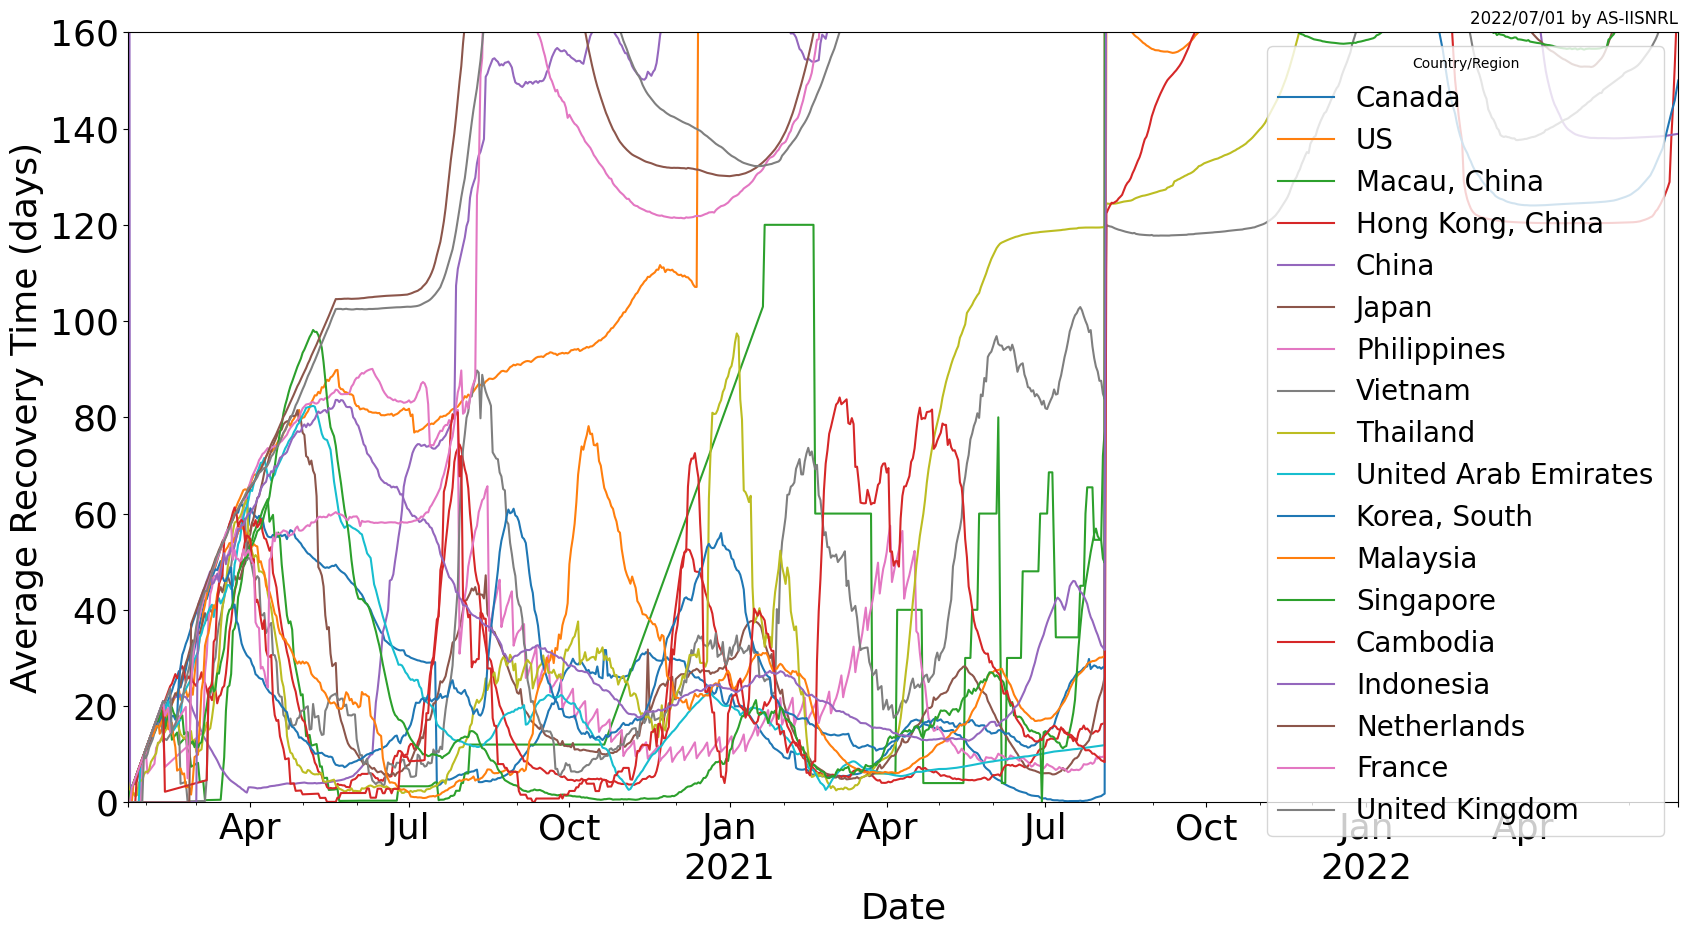 2022/07/01 by AS-IISNRL
Average Recovery Time (days)
160
140
120
100
80
60
40
20
0
Country/Region
Canada
US
Macau, China
Hong Kong, China
China
Japan
Philippines
Vietnam
Thailand
United Arab Emirates
Korea, South
Malaysia
Singapore
Cambodia
Indonesia
Netherlands
France
United Kingdom
Apr Jul Oct Jan Apr Jul Oct Jan Apr
2021 2022
Date